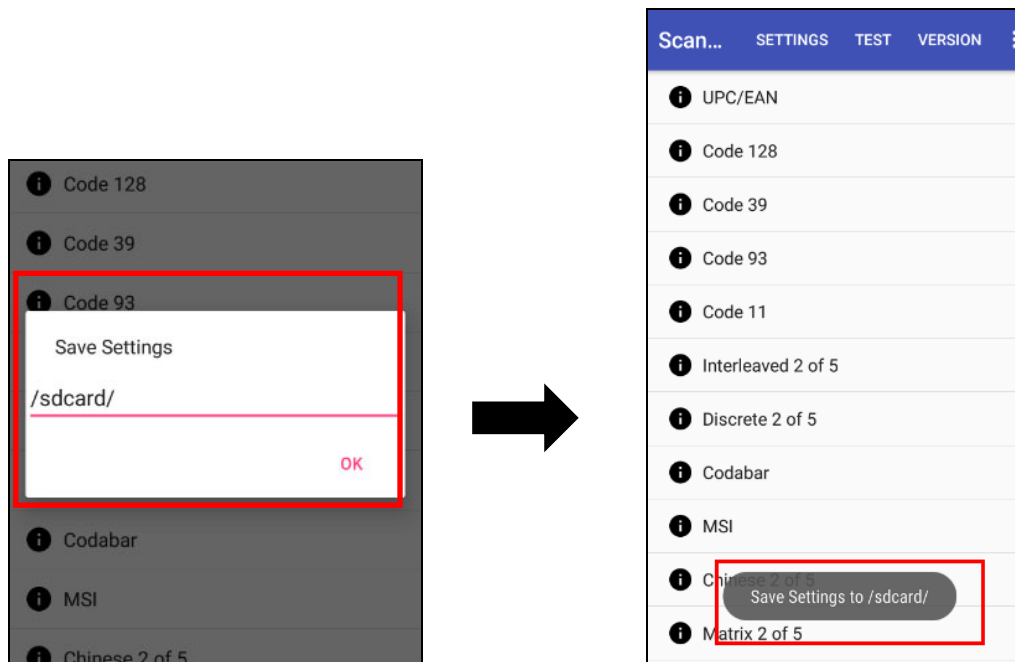 Code 128
Code 39
Code 93
Save Settings
/sdcard/
OK
Codabar
MSI
Chinese 2 of 5
Scan... SETTINGS TEST VERSION
UPC/EAN
Code 128
Code 39
Code 93
Code 11
Interleaved 2 of 5
Discrete 2 of 5
Codabar
MSI
Chinese 2 of 5
Save Settings to /sdcard/
Matrix 2 of 5